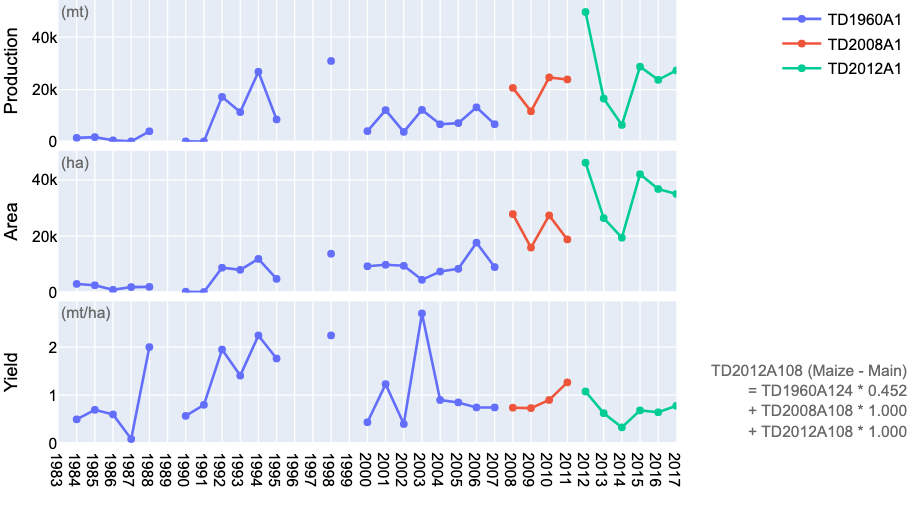 (mt)
Production
40k
20k
0
(ha)
Area
40k
20k
0
(mt/ha)
Yield
2
1
0
1983
1984
1985
1986
1987
1988
1989
1990
1991
1992
1993
1994
1995
1996
1997
1998
1999
2000
2001
2002
2003
2004
2005
2006
2007
2008
2009
2010
2011
2012
2013
2014
2015
2016
2017
TD1960A1
TD2008A1
TD2012A1
TD2012A108 (Maize - Main)
= TD1960A124 * 0.452
+ TD2008A108 * 1.000
+ TD2012A108 * 1.000